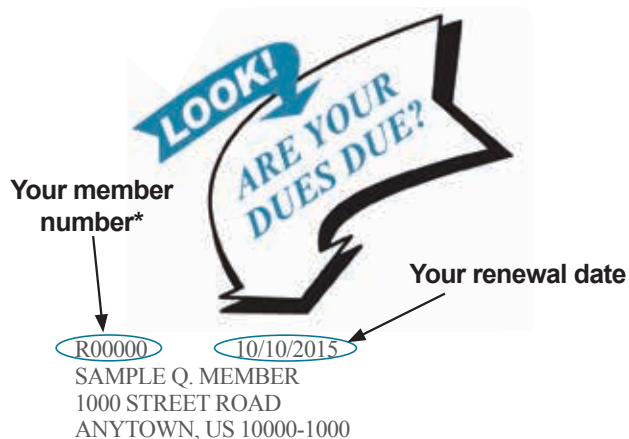 LOOK!
ARE YOUR
DUES DUE?
Your member
number*
Your renewal date
R00000 10/10/2015
SAMPLE Q. MEMBER
1000 STREET ROAD
ANYTOWN, US 10000-1000